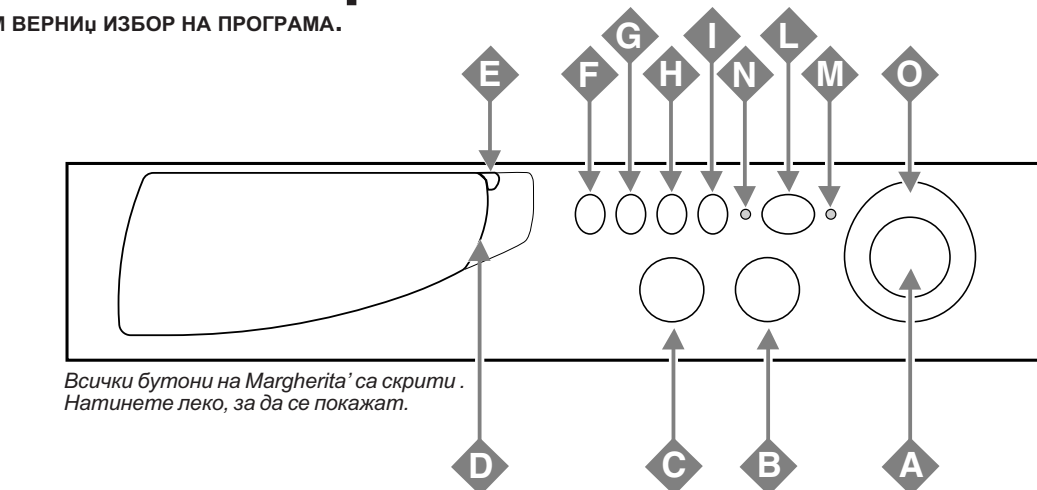 М ВЕРНИЏ ИЗБОР НА ПРОГРАМА.
G I L
E F H N M O
Всички бутони на Margherita’ са скрити .
Натинете леко, за да се покажат.
D C B A